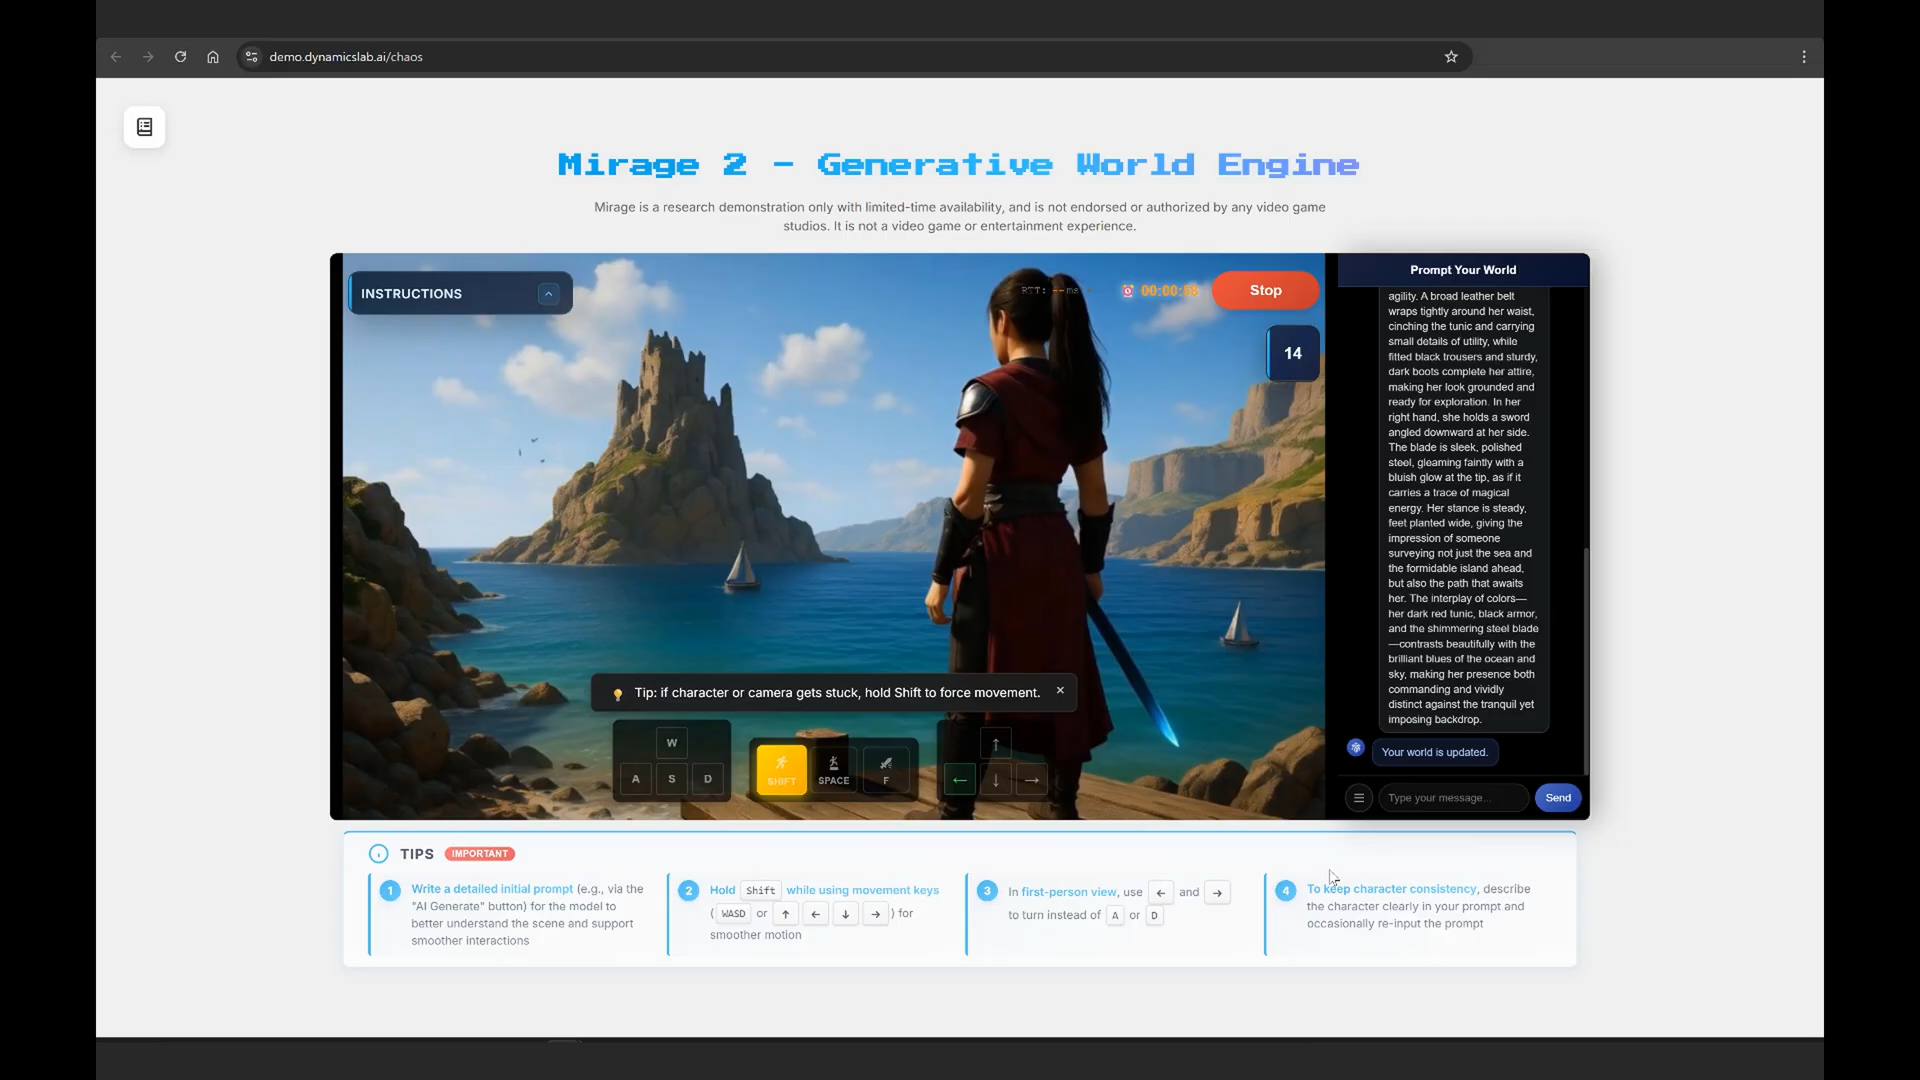 demo.dynamicslab.ai/chaos
Mirage 2 - Generative World Engine
Mirage is a research demonstration only with limited-time availability, and is not endorsed or authorized by any video game
studios. It is not a video game or entertainment experience.
INSTRUCTIONS
RTT: --ms
Stop
14
Prompt Your World
agility. A broad leather belt
wraps tightly around her waist,
cinching the tunic and carrying
small details of utility, while
fitted black trousers and sturdy,
dark boots complete her attire,
making her look grounded and
ready for exploration. In her
right hand, she holds a sword
angled downward at her side.
The blade is sleek, polished
steel, gleaming faintly with a
bluish glow at the tip, as if it
carries a trace of magical
energy. Her stance is steady,
feet planted wide, giving the
impression of someone
surveying not just the sea and
the formidable island ahead,
but also the path that awaits
her. The interplay of colors—
her dark red tunic, black armor,
and the shimmering steel blade
—contrasts beautifully with the
brilliant blues of the ocean and
sky, making her presence both
commanding and vividly
distinct against the tranquil yet
imposing backdrop.
Your world is updated.
Type your message...
Send
Tip: if character or camera gets stuck, hold Shift to force movement.
W
A S D
SHIFT SPACE F
↑
← ↓ →
TIPS IMPORTANT
1 Write a detailed initial prompt (e.g., via the
"AI Generate" button) for the model to
better understand the scene and support
smoother interactions
2 Hold Shift while using movement keys
( WASD or ↑ ← ↓ → ) for
smoother motion
3 In first-person view, use ← and →
to turn instead of A or D
4 To keep character consistency, describe
the character clearly in your prompt and
occasionally re-input the prompt